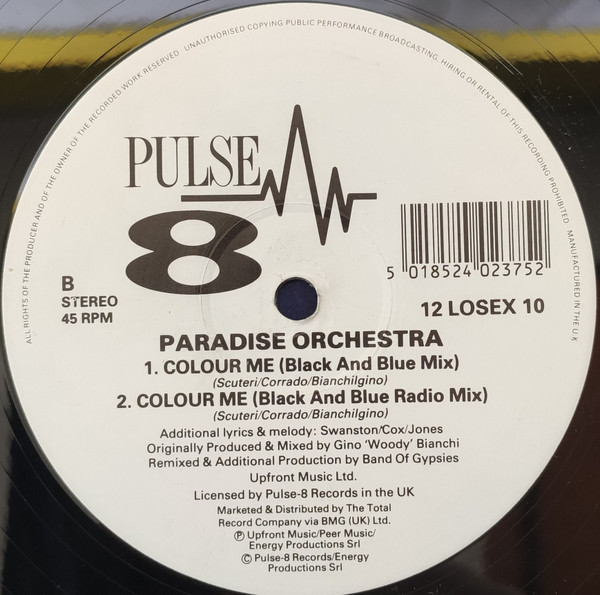 ALL RIGHTS OF THE PRODUCER AND OF THE OWNER OF THE RECORDED WORK RESERVED UNAUTHORISED COPYING PUBLIC PERFORMANCE BROADCASTING, HIRING OR RENTAL OF THIS RECORDING PROHIBITED MANUFACTURED IN THE U.K.
PULSE
8
5 018524 023752
B
STEREO
45 RPM
12 LOSEX 10
PARADISE ORCHESTRA
1. COLOUR ME (Black And Blue Mix)
(Scuteri/Corrado/Bianchilgino)
2. COLOUR ME (Black And Blue Radio Mix)
(Scuteri/Corrado/Bianchilgino)
Additional lyrics & melody: Swanston/Cox/Jones
Originally Produced & Mixed by Gino 'Woody' Bianchi
Remixed & Additional Production by Band Of Gypsies
Upfront Music Ltd.
Licensed by Pulse-8 Records in the UK
Marketed & Distributed by The Total
Record Company via BMG (UK) Ltd.
Ⓟ Upfront Music/Peer Music/
Energy Productions Srl
© Pulse-8 Records/Energy
Productions Srl